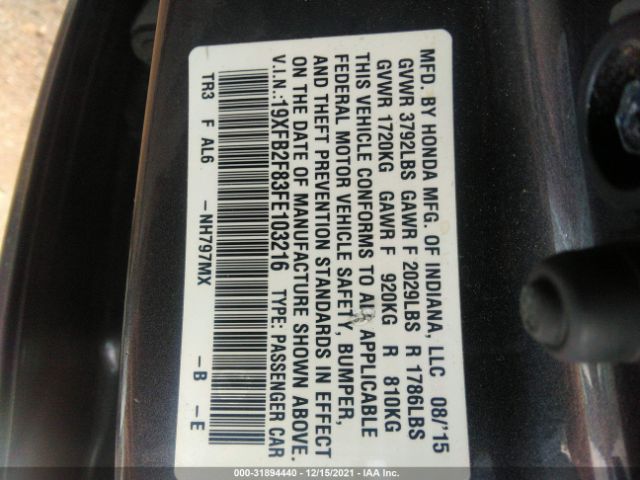 MFD. BY HONDA MFG. OF INDIANA, LLC 08/'15
GVWR 3792LBS GAWR F 2029LBS R 1786LBS
GVWR 1720KG GAWR F 920KG R 810KG
THIS VEHICLE CONFORMS TO ALL APPLICABLE
FEDERAL MOTOR VEHICLE SAFETY, BUMPER,
AND THEFT PREVENTION STANDARDS IN EFFECT
ON THE DATE OF MANUFACTURE SHOWN ABOVE.
V.I.N.:19XFB2F83FE103216 TYPE: PASSENGER CAR
TR3 F AL6 -NH797MX -B -E
000-31894440 - 12/15/2021 - IAA Inc.